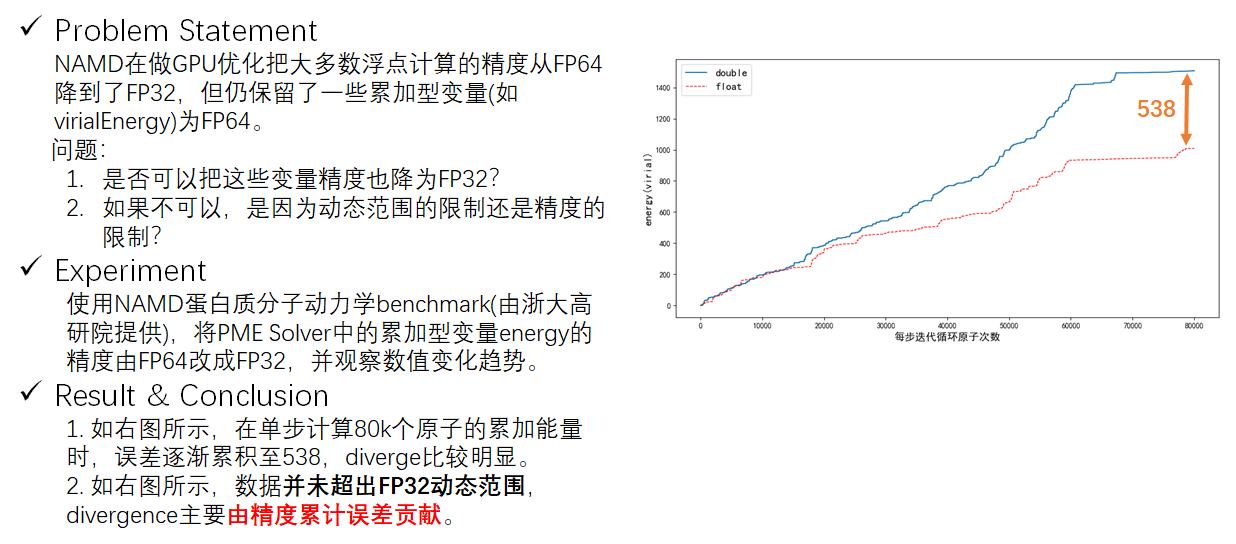 ✓ Problem Statement
NAMD在做GPU优化把大多数浮点计算的精度从FP64
降到了FP32，但仍保留了一些累加型变量(如
virialEnergy)为FP64。
问题：
1. 是否可以把这些变量精度也降为FP32？
2. 如果不可以，是因为动态范围的限制还是精度的
限制？
✓ Experiment
使用NAMD蛋白质分子动力学benchmark(由浙大高
研院提供)，将PME Solver中的累加型变量energy的
精度由FP64改成FP32，并观察数值变化趋势。
✓ Result & Conclusion
1. 如右图所示，在单步计算80k个原子的累加能量
时，误差逐渐累积至538，diverge比较明显。
2. 如右图所示，数据并未超出FP32动态范围，
divergence主要由精度累计误差贡献。
double
float
538
energy(virial)
1400
1200
1000
800
600
400
200
0
0 10000 20000 30000 40000 50000 60000 70000 80000
每步迭代循环原子次数